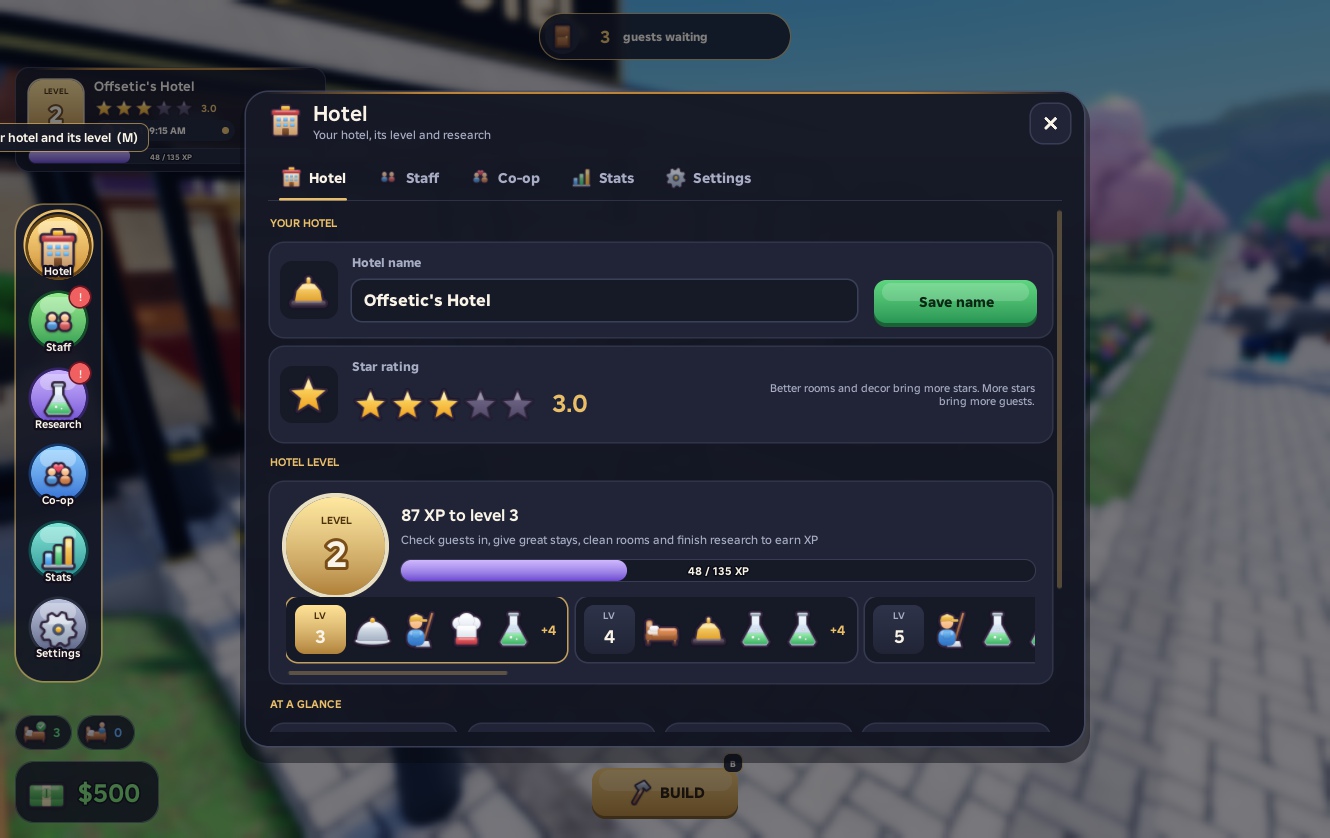 3 guests waiting
LEVEL
2
Offsetic's Hotel
3.0
9:15 AM
r hotel and its level (M)
48 / 135 XP
Hotel
Your hotel, its level and research
Hotel
Staff
Co-op
Stats
Settings
YOUR HOTEL
Hotel name
Offsetic's Hotel
Save name
Star rating
3.0
Better rooms and decor bring more stars. More stars
bring more guests.
HOTEL LEVEL
LEVEL
2
87 XP to level 3
Check guests in, give great stays, clean rooms and finish research to earn XP
48 / 135 XP
LV
3
+4
LV
4
+4
LV
5
AT A GLANCE
Hotel
!
Staff
!
Research
Co-op
Stats
Settings
3
0
$500
B
BUILD